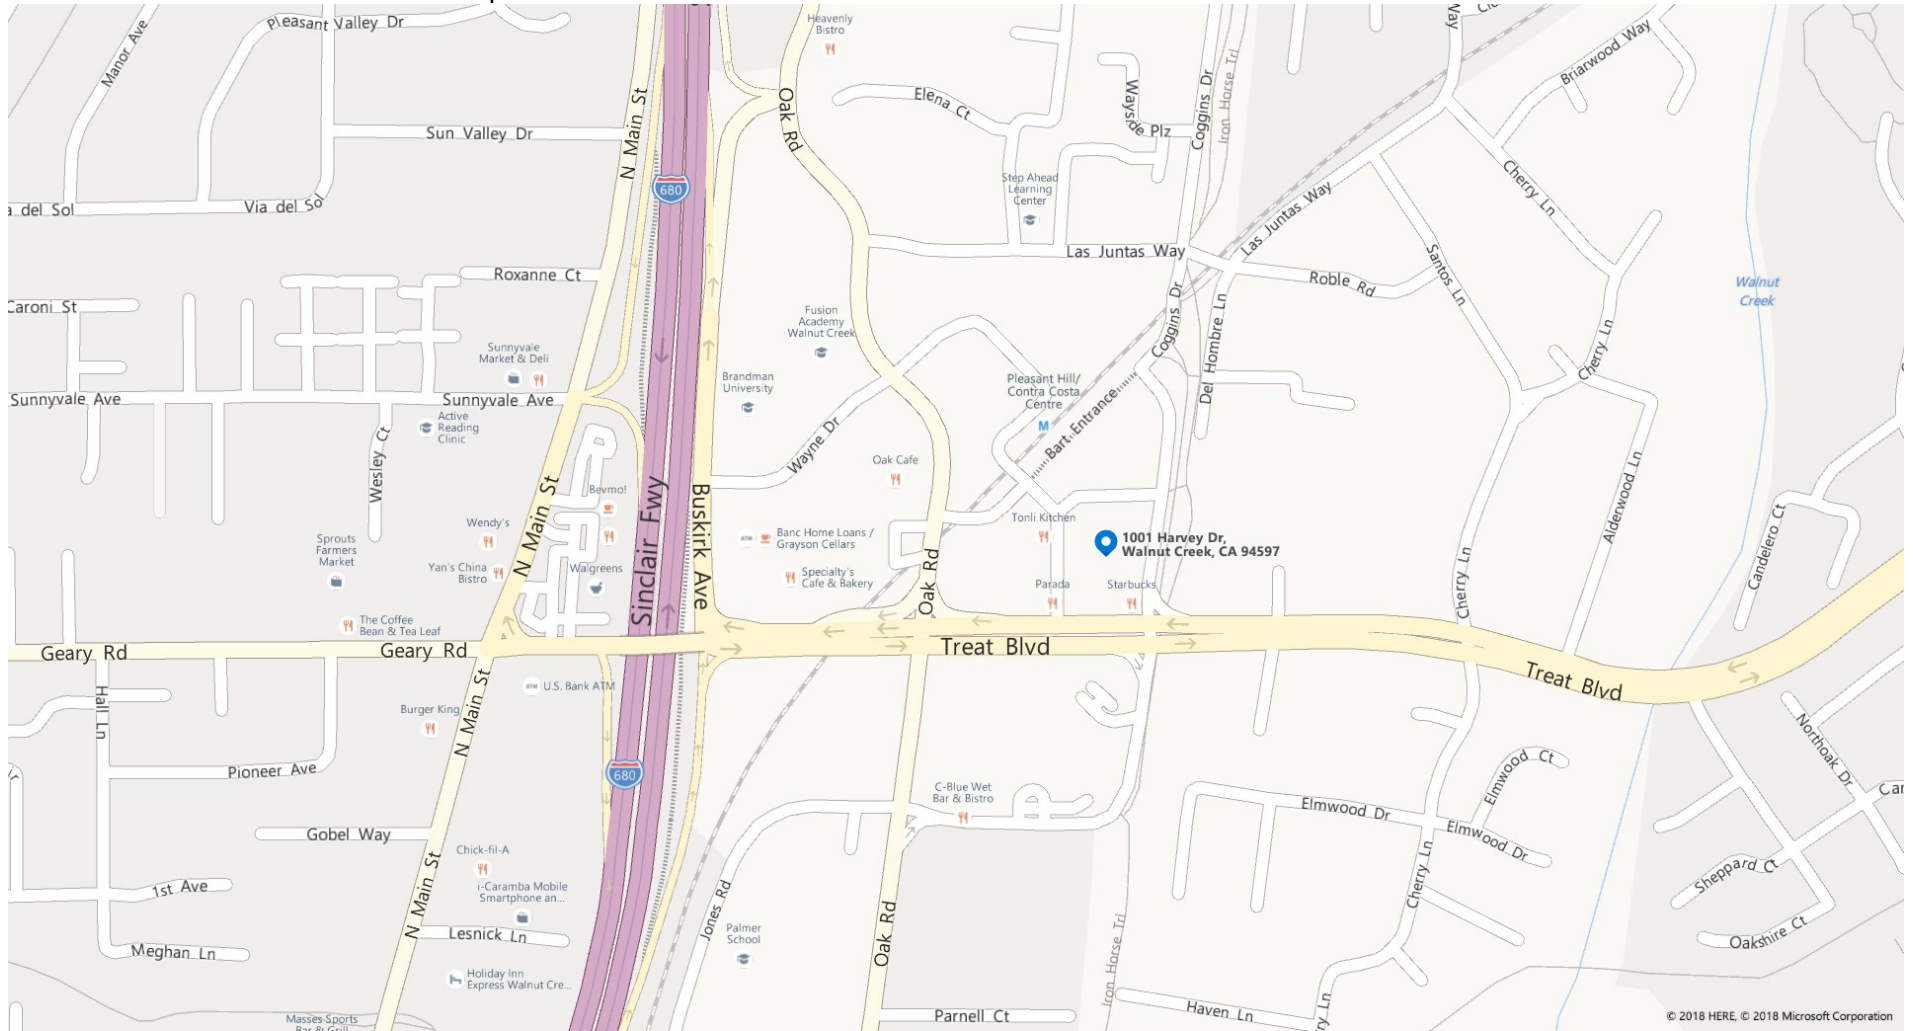 Pleasant Valley Dr
Manor Ave
Heavenly
Bistro
Way
Briarwood Way
N Main St
Oak Rd
Elena Ct
Wayside Plz
Coggins Dr
Iron Horse Trl
Sun Valley Dr
680
Step Ahead
Learning
Center
Cherry Ln
a del Sol
Via del Sol
Las Juntas Way
Las Juntas Way
Roxanne Ct
Roble Rd
Santos Ln
Walnut
Creek
Caroni St
Fusion
Academy
Walnut Creek
Coggins Dr
Del Hombre Ln
Cherry Ln
Sunnyvale
Market & Deli
Brandman
University
Pleasant Hill/
Contra Costa
Centre
M
Bart Entrance
Sunnyvale Ave
Sunnyvale Ave
Active
Reading
Clinic
Wesley Ct
Wayne Dr
Oak Cafe
Alderwood Ln
Bevmo!
N Main St
Sinclair Fwy
Buskirk Ave
Wendy's
Tonli Kitchen
Candelero Ct
Sprouts
Farmers
Market
ATM
Banc Home Loans /
Grayson Cellars
1001 Harvey Dr,
Walnut Creek, CA 94597
Yan's China
Bistro
Walgreens
Specialty's
Cafe & Bakery
Oak Rd
Parada
Starbucks
Cherry Ln
The Coffee
Bean & Tea Leaf
Geary Rd
Geary Rd
Treat Blvd
Treat Blvd
ATM
U.S. Bank ATM
Hall Ln
Burger King
N Main St
Northoak Dr
Pioneer Ave
680
Elmwood Ct
C-Blue Wet
Bar & Bistro
Elmwood Dr
Elmwood Dr
Car
Gobel Way
Chick-fil-A
Cherry Ln
Sheppard Ct
1st Ave
i-Caramba Mobile
Smartphone an...
N Main St
Jones Rd
Oak Rd
Lesnick Ln
Palmer
School
Iron Horse Trl
Oakshire Ct
Meghan Ln
Holiday Inn
Express Walnut Cre...
Haven Ln
rry Ln
Parnell Ct
Masses Sports
Bar & Grill
© 2018 HERE, © 2018 Microsoft Corporation